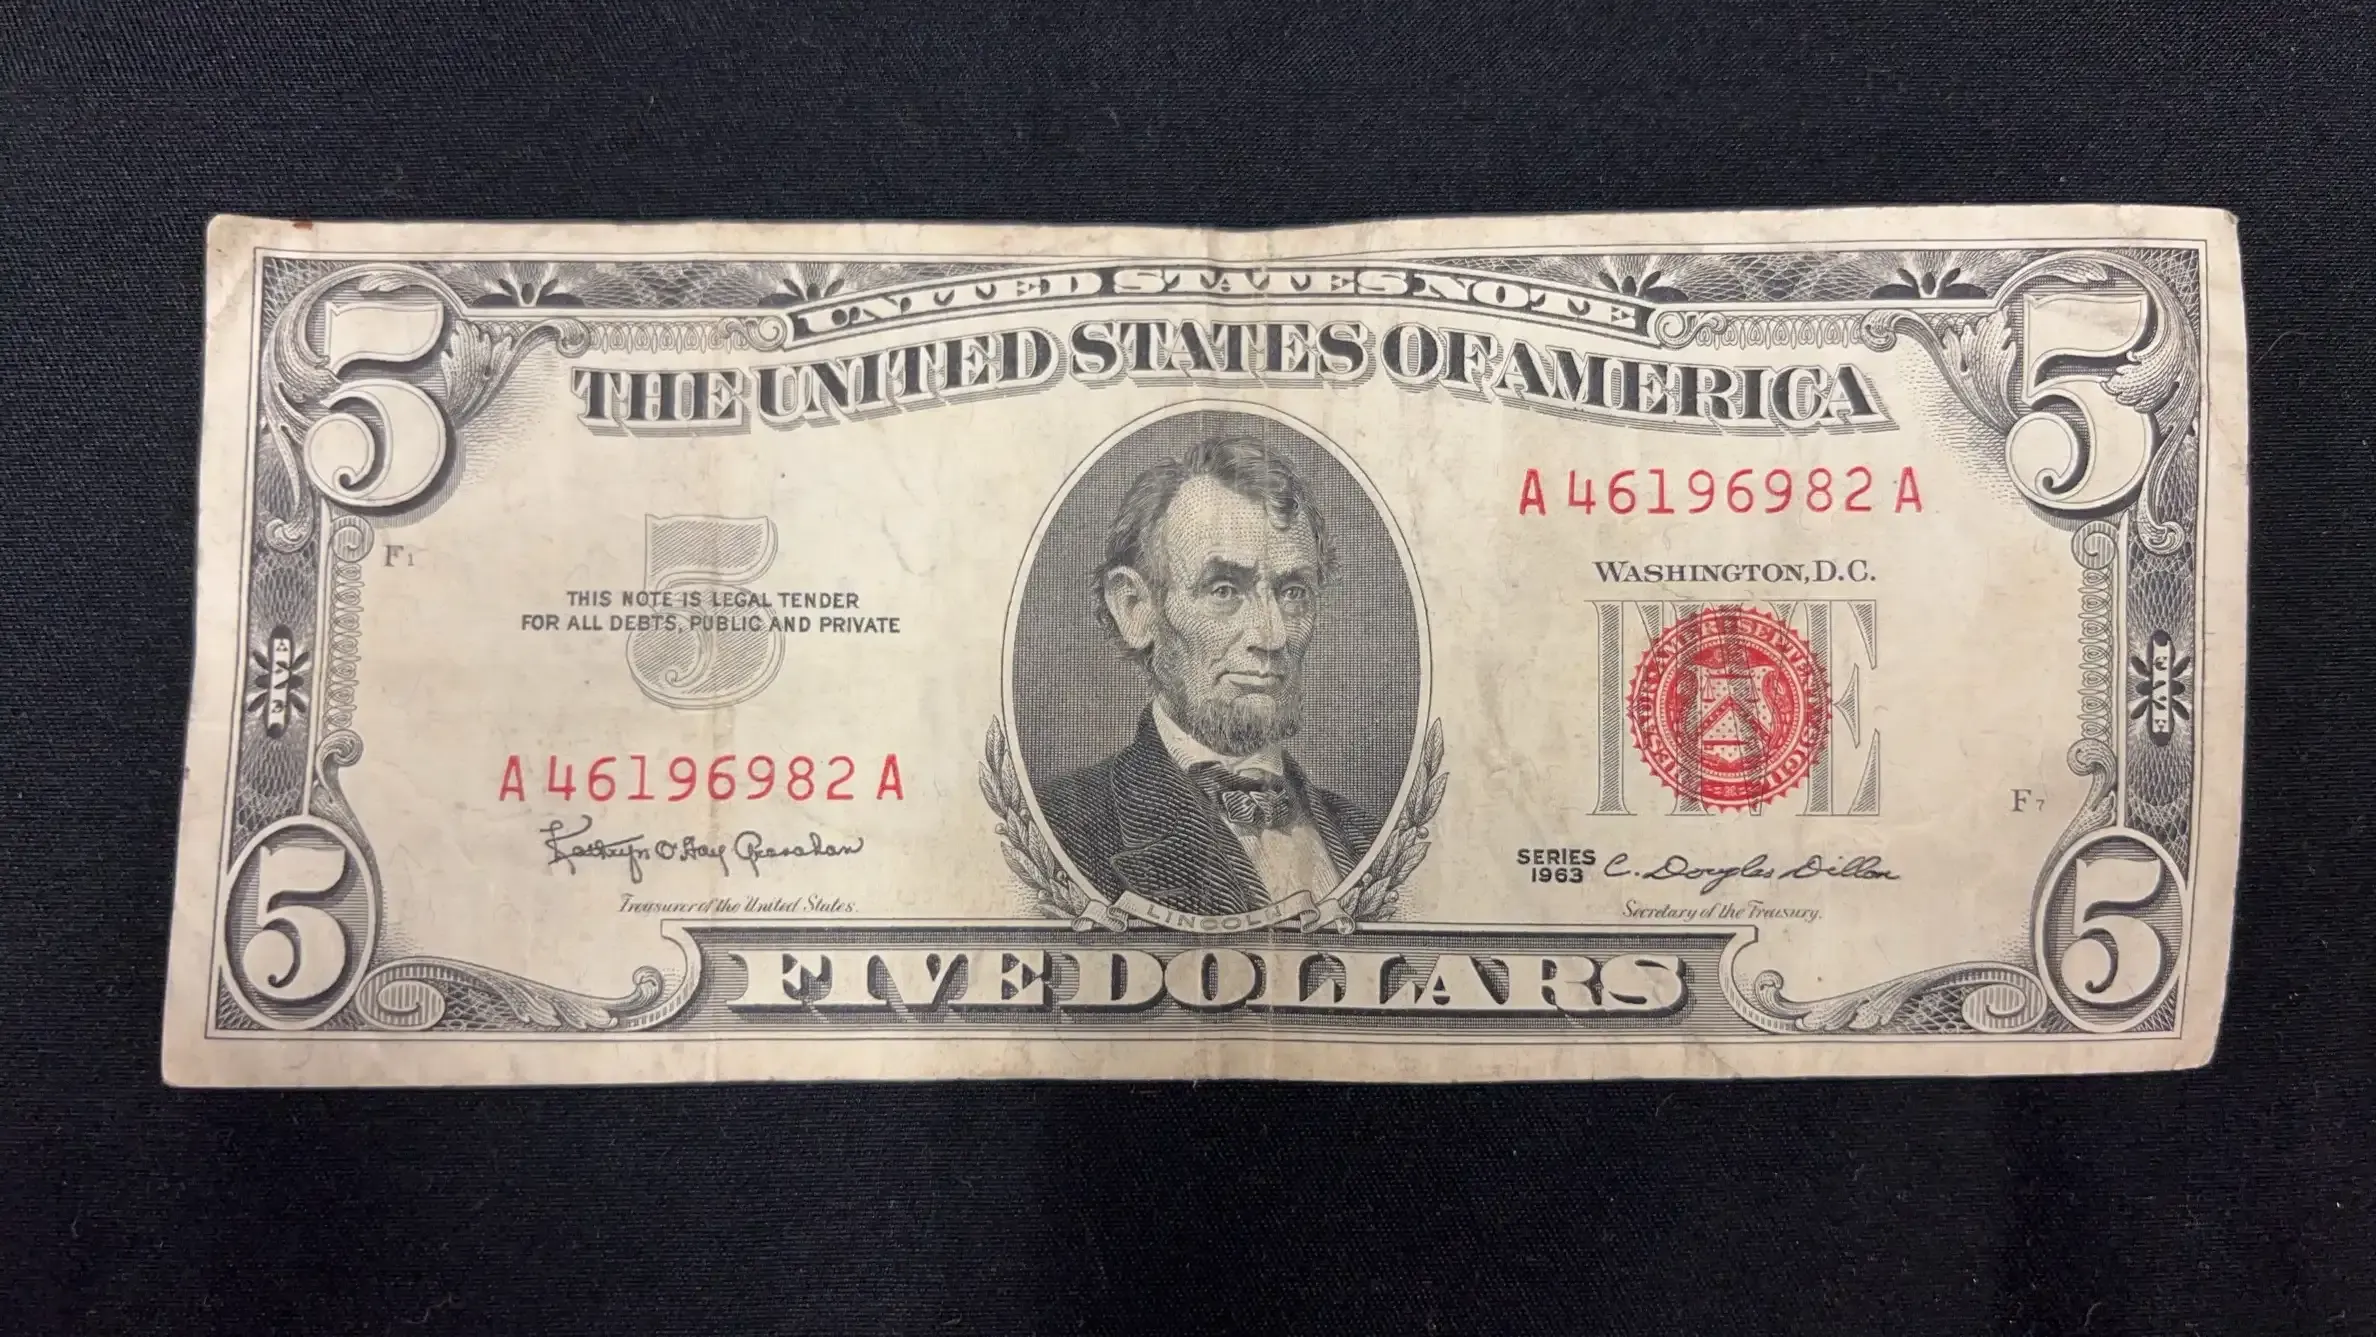 5 UNITED STATES NOTE 5
THE UNITED STATES OF AMERICA
A 46196982 A
F1
WASHINGTON, D.C.
5
FIVE
THIS NOTE IS LEGAL TENDER
FOR ALL DEBTS, PUBLIC AND PRIVATE
FIVE
FIVE
A 46196982 A
F7
Kathryn O'Hay Granahan
SERIES
1963
C. Douglas Dillon
Treasurer of the United States.
Secretary of the Treasury.
LINCOLN
5 FIVE DOLLARS 5